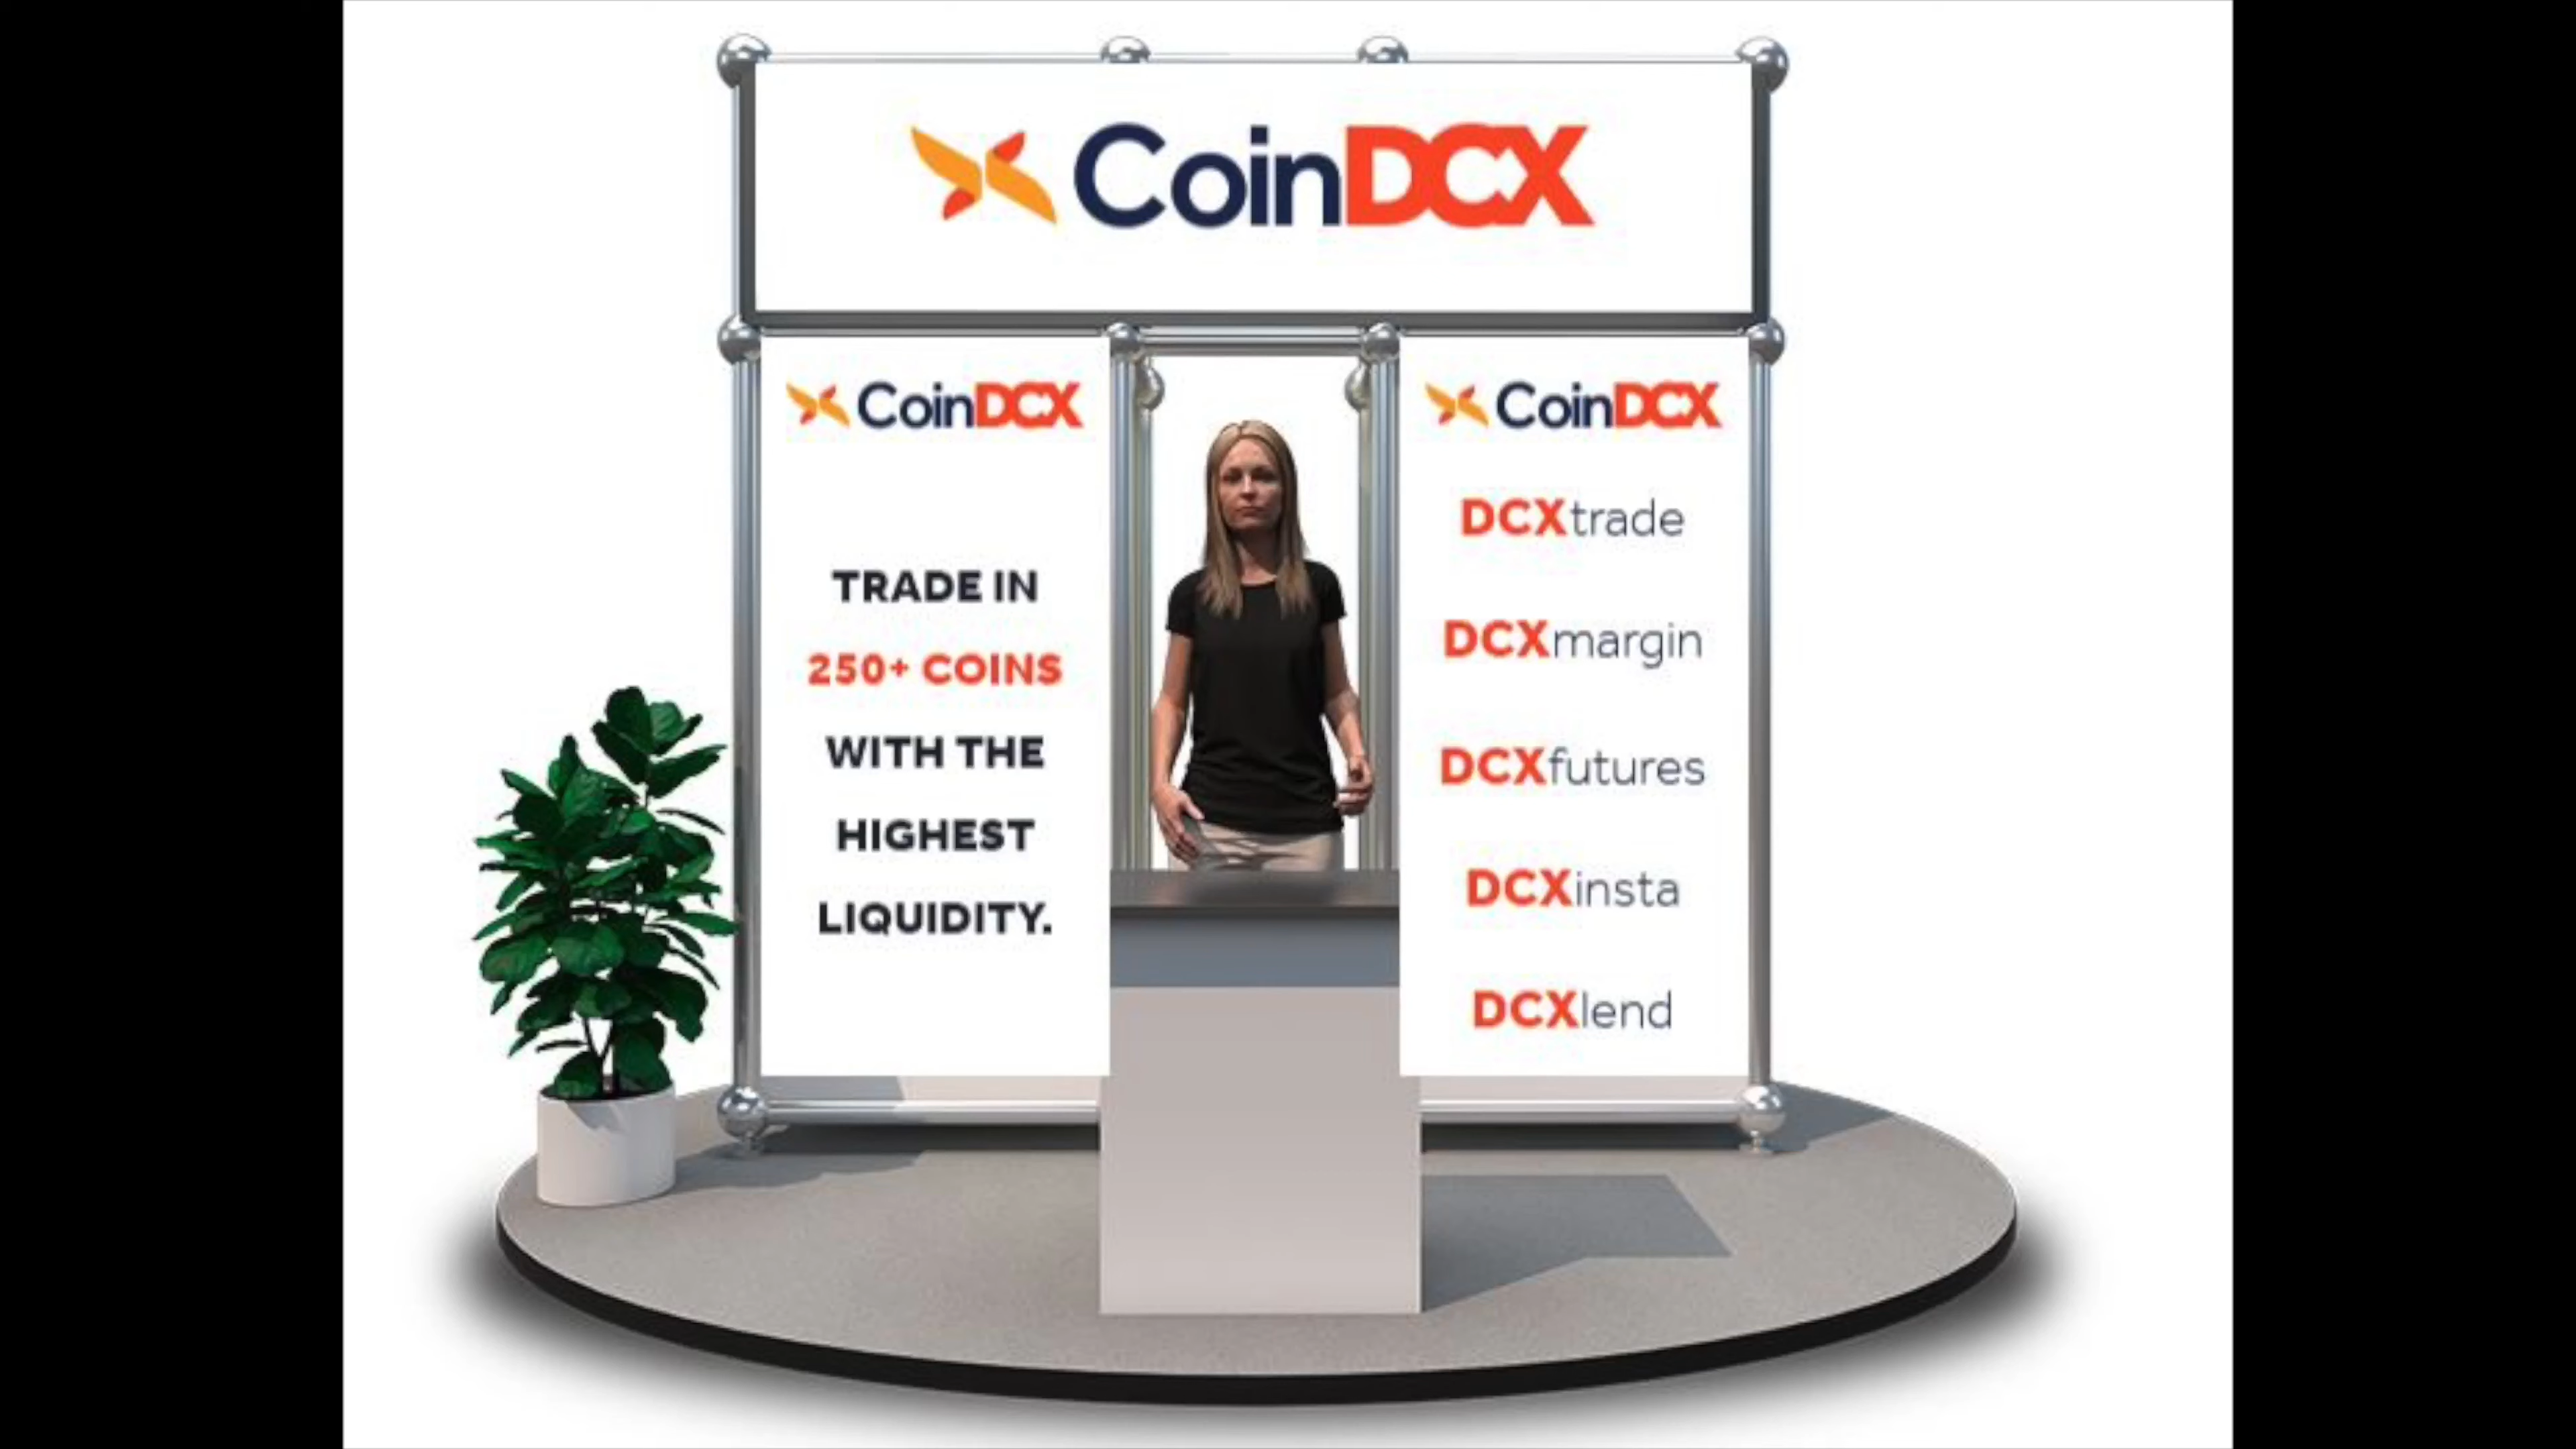 CoinDCX
CoinDCX
TRADE IN
250+ COINS
WITH THE
HIGHEST
LIQUIDITY.
CoinDCX
DCXtrade
DCXmargin
DCXfutures
DCXinsta
DCXlend